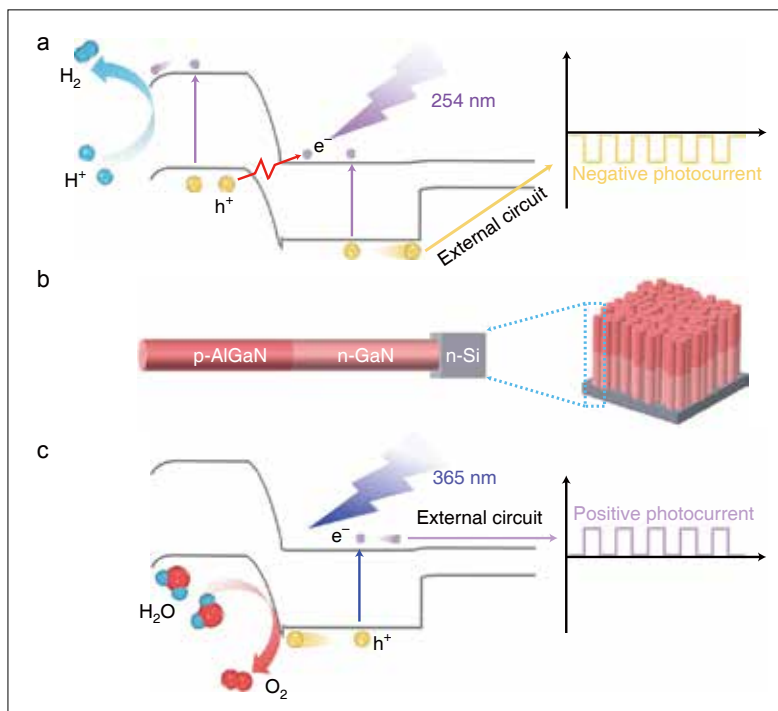 a
H₂
H⁺
h⁺
e⁻
254 nm
External circuit
Negative photocurrent
b
p-AlGaN
n-GaN
n-Si
c
365 nm
e⁻
External circuit
Positive photocurrent
H₂O
h⁺
O₂